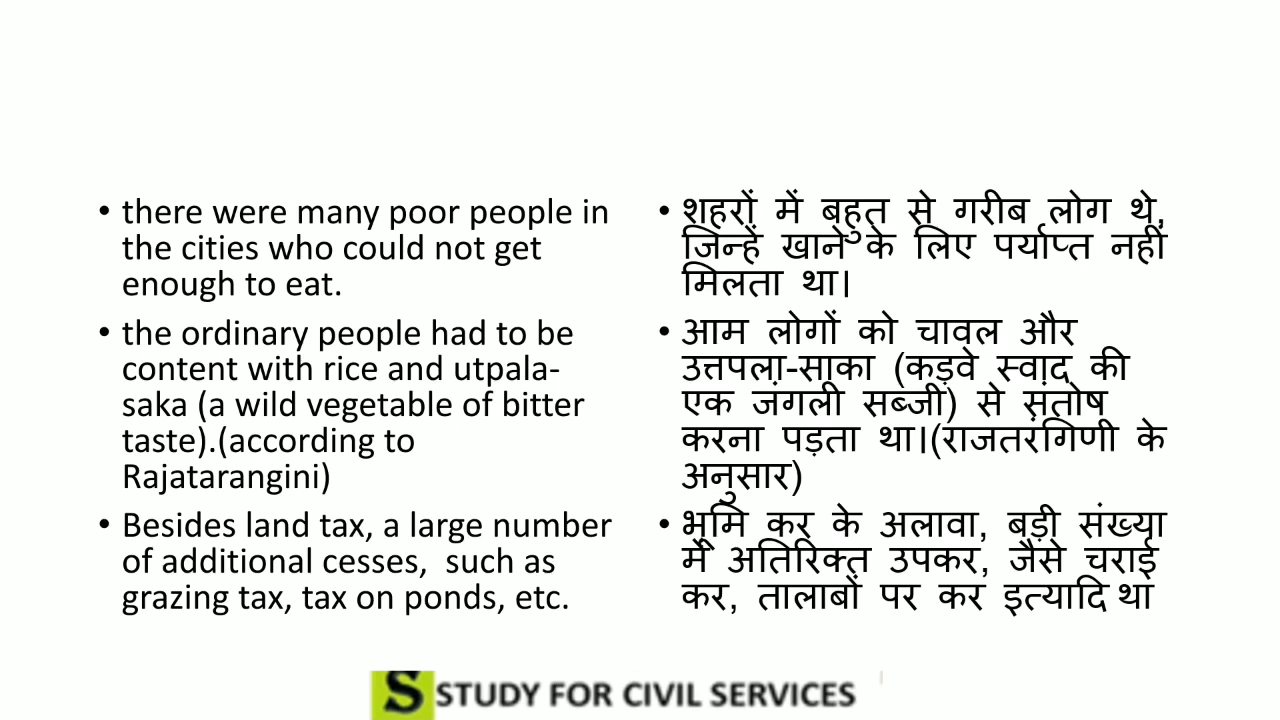 • there were many poor people in
the cities who could not get
enough to eat.
• the ordinary people had to be
content with rice and utpala-
saka (a wild vegetable of bitter
taste).(according to
Rajatarangini)
• Besides land tax, a large number
of additional cesses,  such as
grazing tax, tax on ponds, etc.
• शहरों में बहुत से गरीब लोग थे,
जिन्हें खाने के लिए पर्याप्त नहीं
मिलता था।
• आम लोगों को चावल और
उत्तपला-साका (कड़वे स्वाद की
एक जंगली सब्जी) से संतोष
करना पड़ता था।(राजतरंगिणी के
अनुसार)
• भूमि कर के अलावा, बड़ी संख्या
में अतिरिक्त उपकर, जैसे चराई
कर, तालाबों पर कर इत्यादि था
S STUDY FOR CIVIL SERVICES